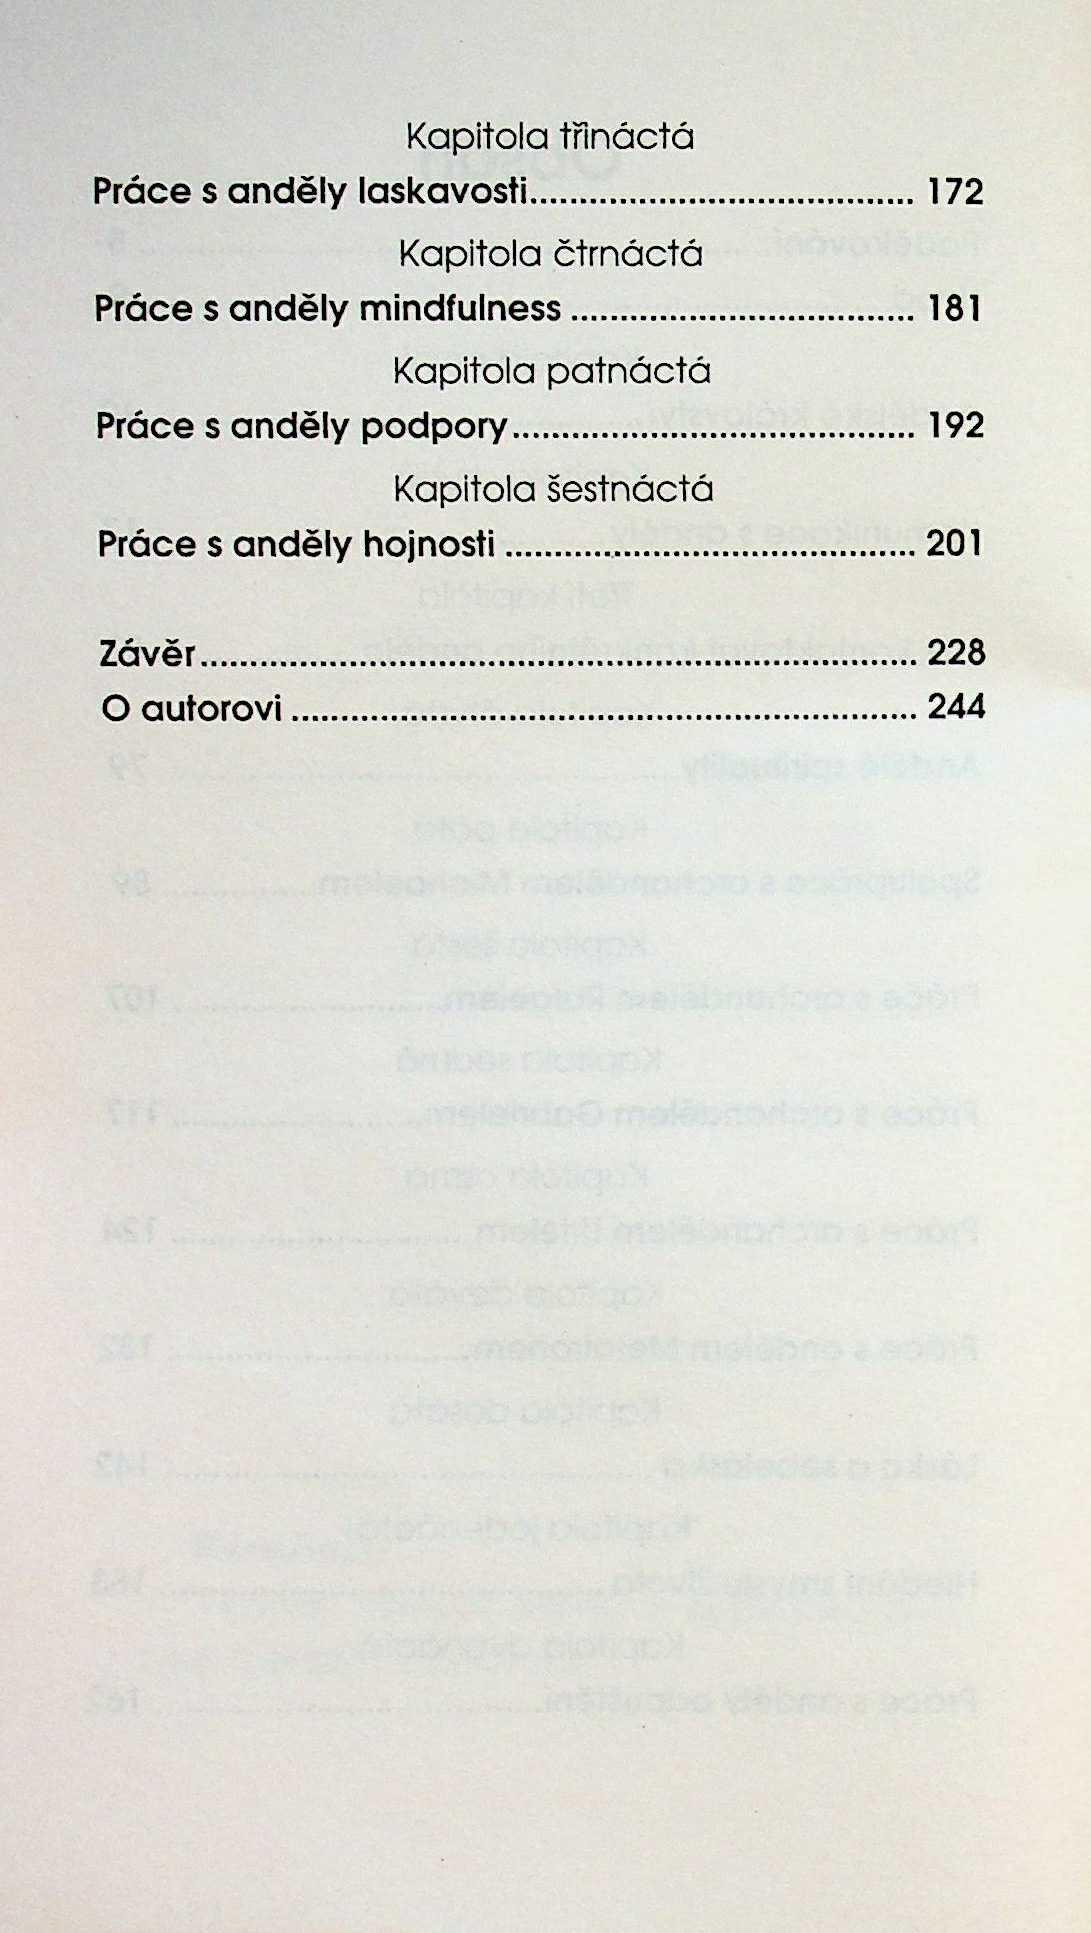 Kapitola třináctá
Práce s anděly laskavosti....................................... 172
Kapitola čtrnáctá
Práce s anděly mindfulness ................................... 181
Kapitola patnáctá
Práce s anděly podpory......................................... 192
Kapitola šestnáctá
Práce s anděly hojnosti .......................................... 201
Závěr......................................................................... 228
O autorovi ................................................................ 244